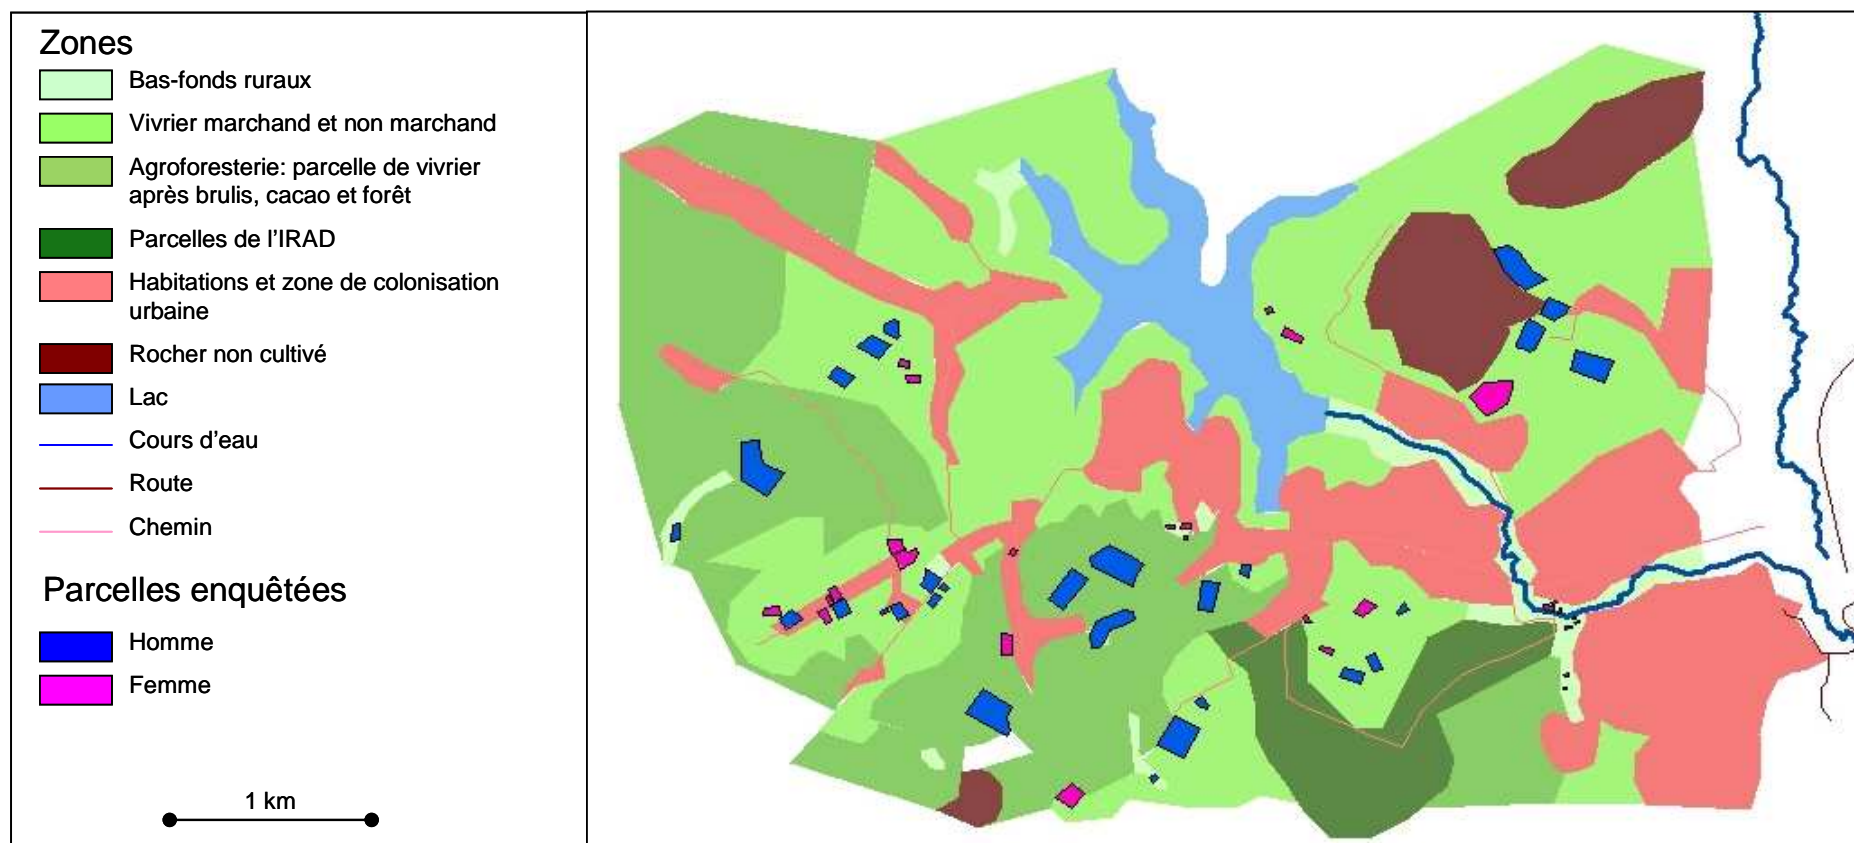 Zones
Bas-fonds ruraux
Vivrier marchand et non marchand
Agroforesterie: parcelle de vivrier
après brulis, cacao et forêt
Parcelles de l’IRAD
Habitations et zone de colonisation
urbaine
Rocher non cultivé
Lac
Cours d’eau
Route
Chemin
Parcelles enquêtées
Homme
Femme
1 km